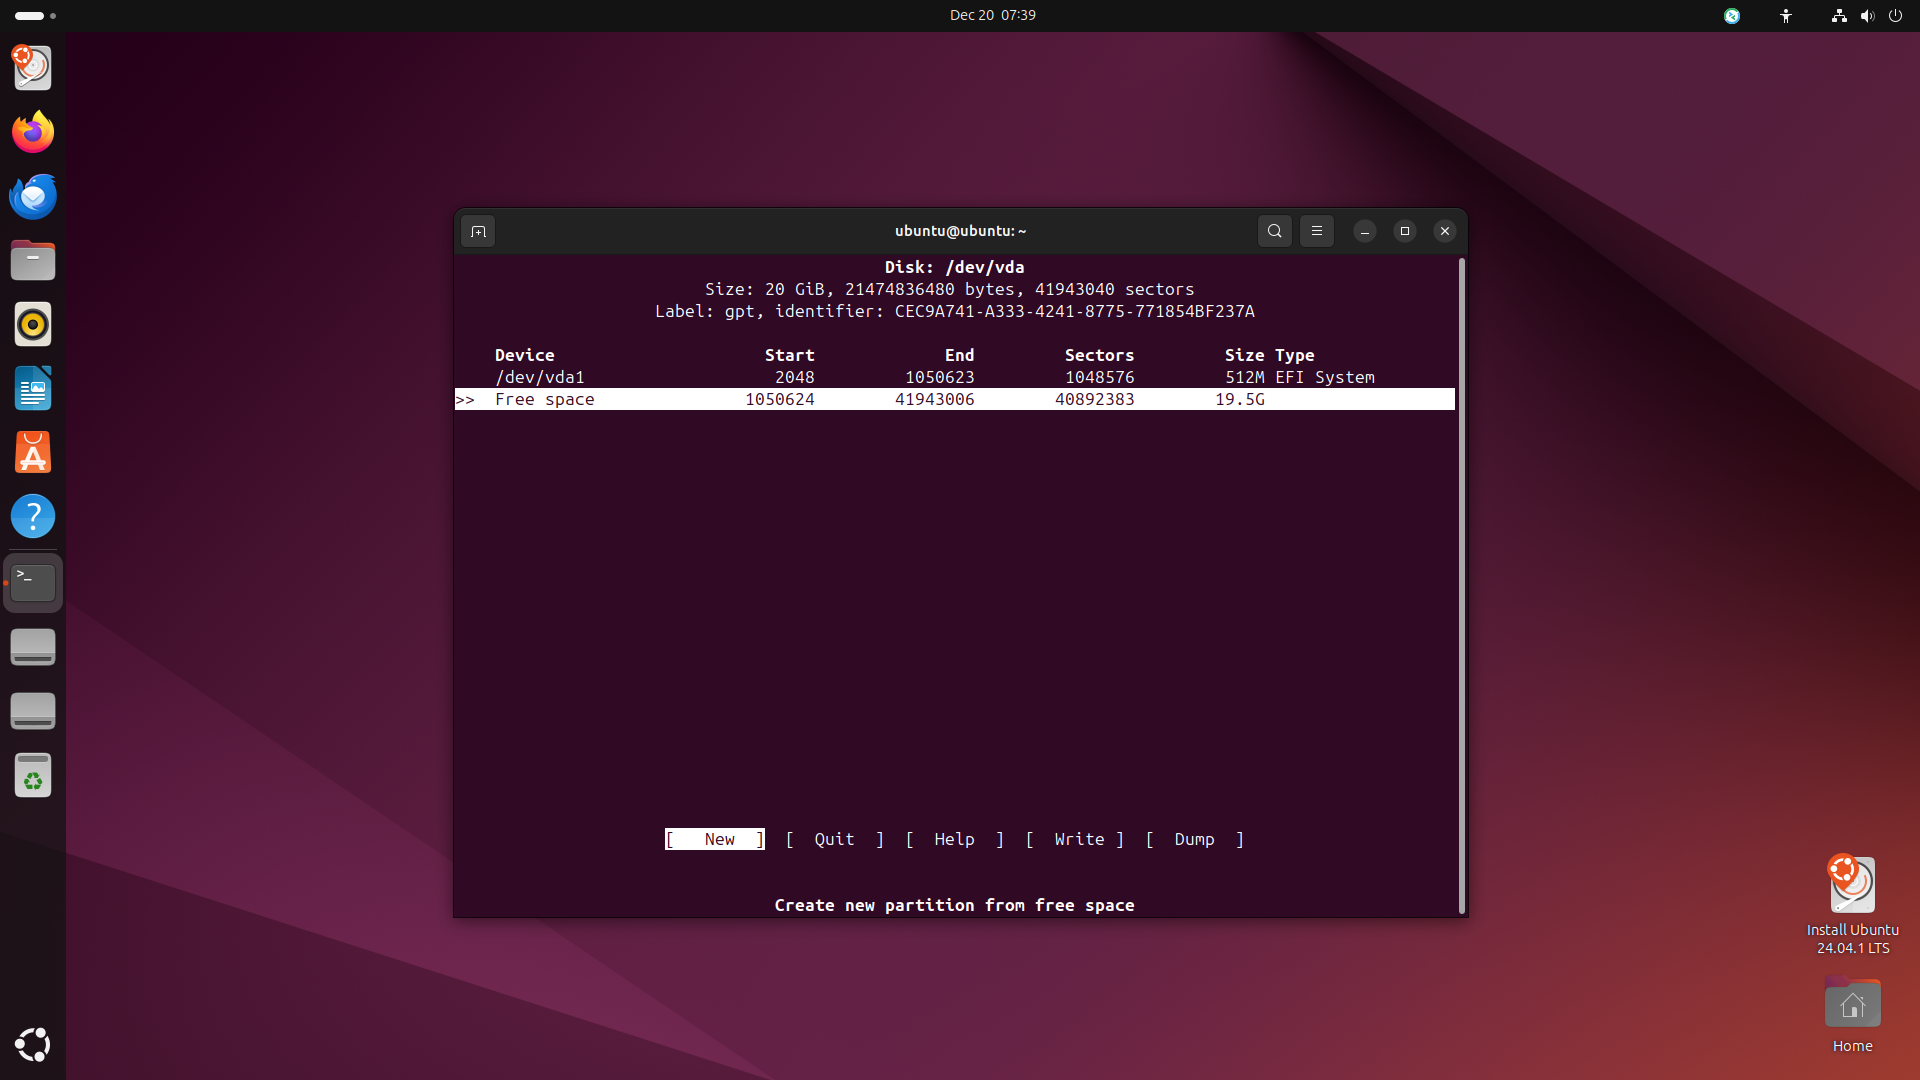 Dec 20 07:39
ubuntu@ubuntu: ~
Disk: /dev/vda
Size: 20 GiB, 21474836480 bytes, 41943040 sectors
Label: gpt, identifier: CEC9A741-A333-4241-8775-771854BF237A
Device Start End Sectors Size Type
/dev/vda1 2048 1050623 1048576 512M EFI System
>> Free space 1050624 41943006 40892383 19.5G
[ New ] [ Quit ] [ Help ] [ Write ] [ Dump ]
Create new partition from free space
Install Ubuntu
24.04.1 LTS
Home